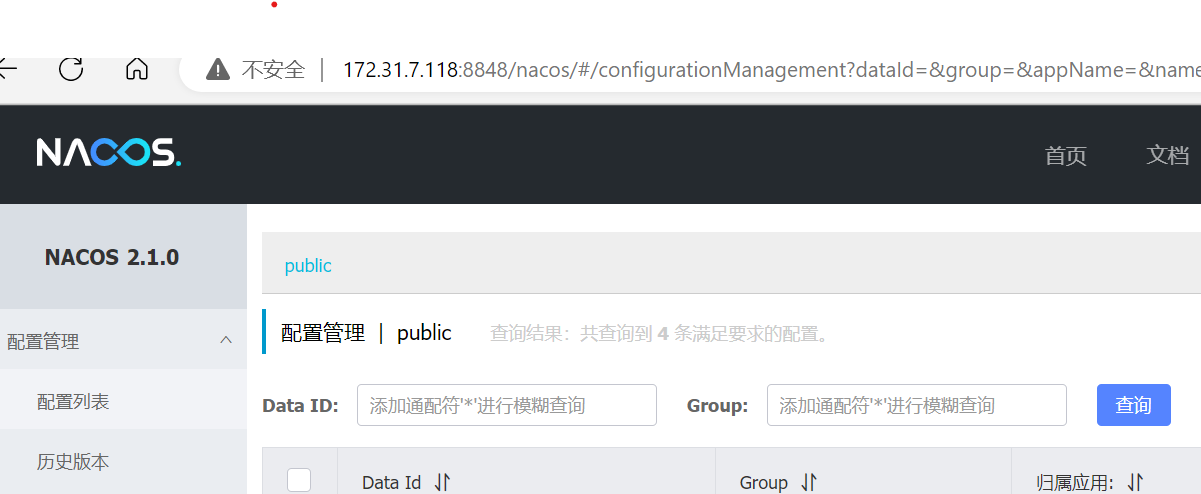 不安全 | 172.31.7.118:8848/nacos/#/configurationManagement?dataId=&group=&appName=&name
NACOS.
首页 文档
NACOS 2.1.0
public
配置管理
配置管理 | public 查询结果：共查询到 4 条满足要求的配置。
配置列表
Data ID: 添加通配符'*'进行模糊查询 Group: 添加通配符'*'进行模糊查询 查询
历史版本
Data Id Group 归属应用: